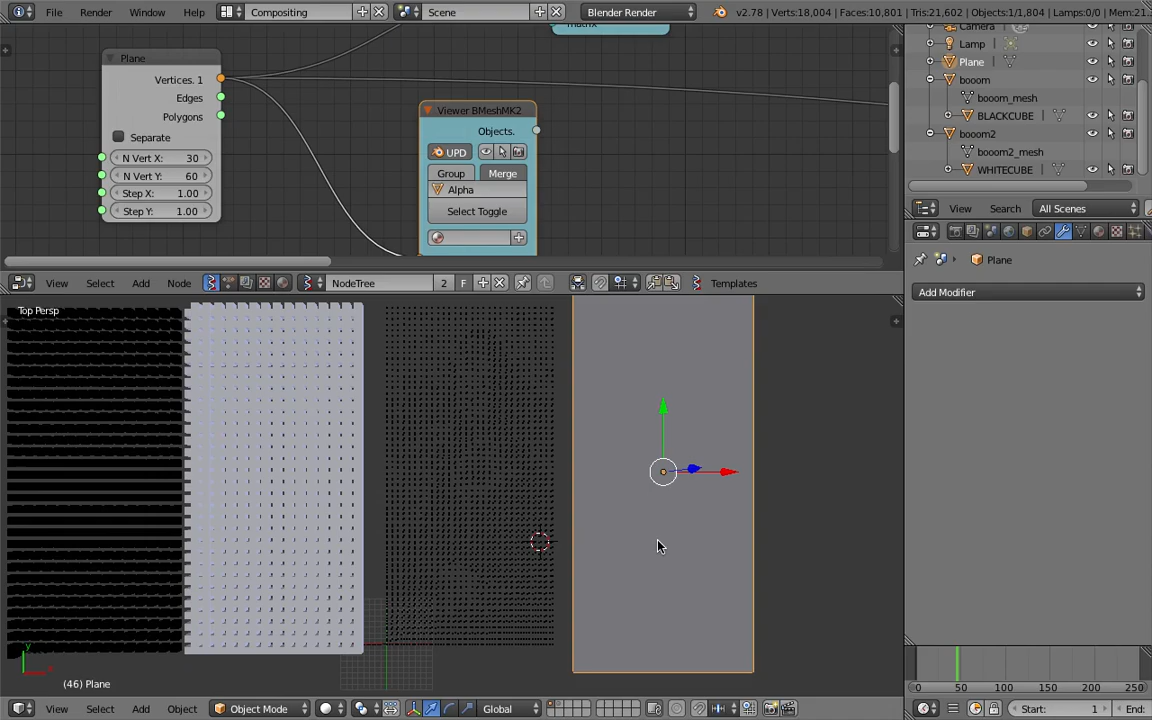 File Render Window Help Compositing Scene Blender Render v2.78 | Verts:18,004 | Faces:10,801 | Tris:21,602 | Objects:1/1,804 | Lamps:0/0 | Mem:21.
Plane
Vertices. 1
Edges
Polygons
Separate
N Vert X: 30
N Vert Y: 60
Step X: 1.00
Step Y: 1.00
Viewer BMeshMK2
Objects.
UPD
Group Merge
Alpha
Select Toggle
Lamp
Plane
booom
booom_mesh
BLACKCUBE
booom2
booom2_mesh
WHITECUBE
View Search All Scenes
Plane
Add Modifier
View Select Add Node NodeTree 2 F Templates
Top Persp
y
(46) Plane
View Select Add Object Object Mode Global
0 50 100 150 200 250
Start: 1 End: